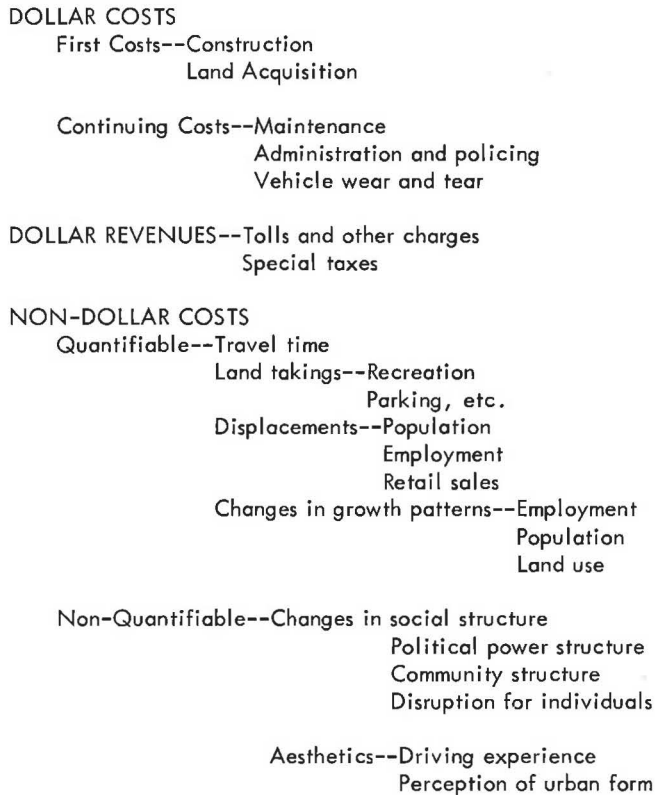 DOLLAR COSTS
First Costs--Construction
Land Acquisition
Continuing Costs--Maintenance
Administration and policing
Vehicle wear and tear
DOLLAR REVENUES--Tolls and other charges
Special taxes
NON-DOLLAR COSTS
Quantifiable--Travel time
Land takings--Recreation
Parking, etc.
Displacements--Population
Employment
Retail sales
Changes in growth patterns--Employment
Population
Land use
Non-Quantifiable--Changes in social structure
Political power structure
Community structure
Disruption for individuals
Aesthetics--Driving experience
Perception of urban form